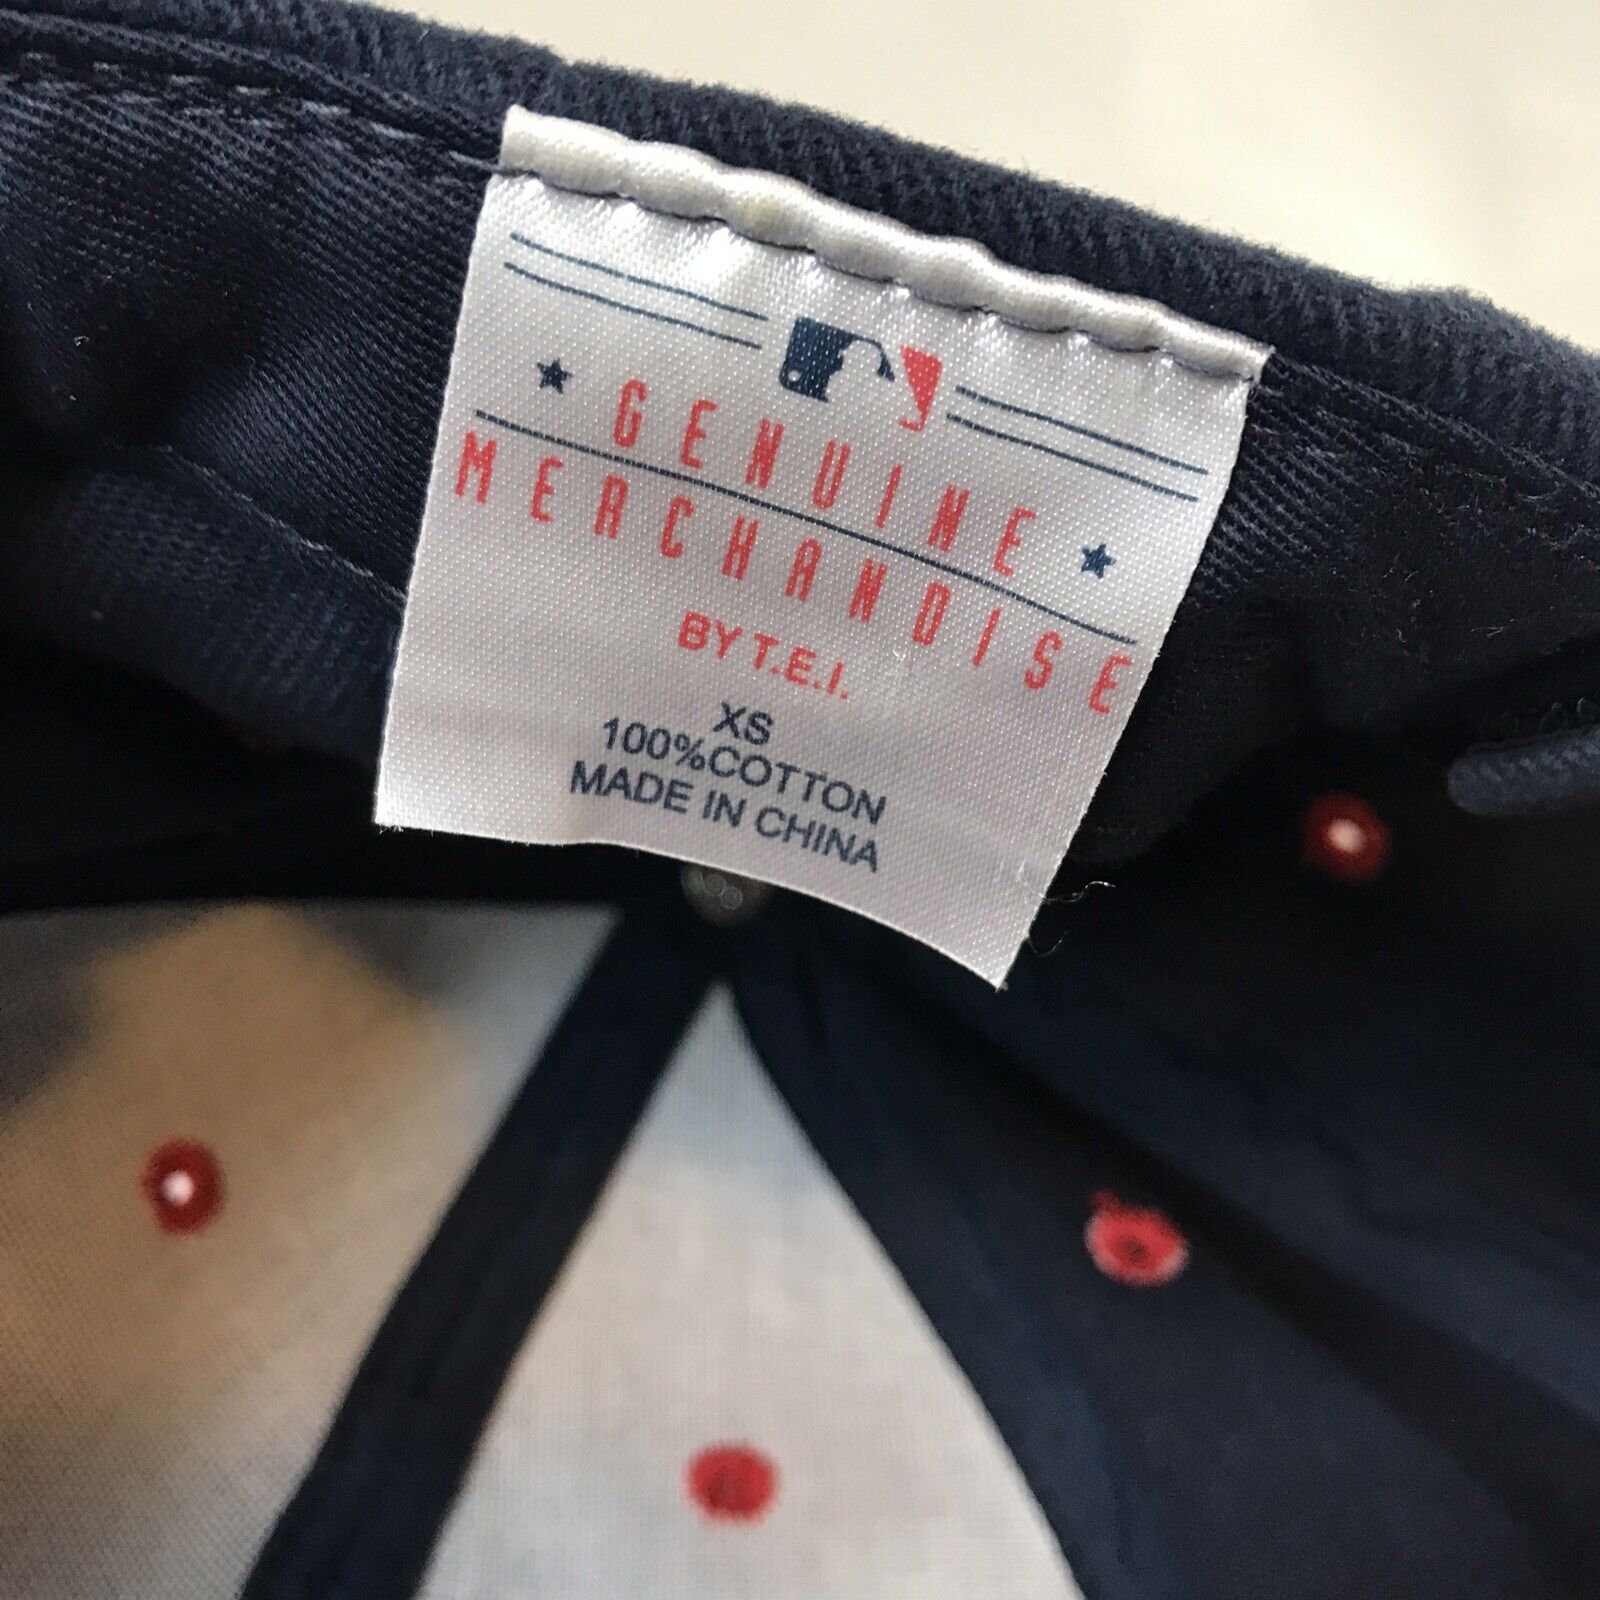 GENUINE
MERCHANDISE
BY T.E.I.
XS
100%COTTON
MADE IN CHINA